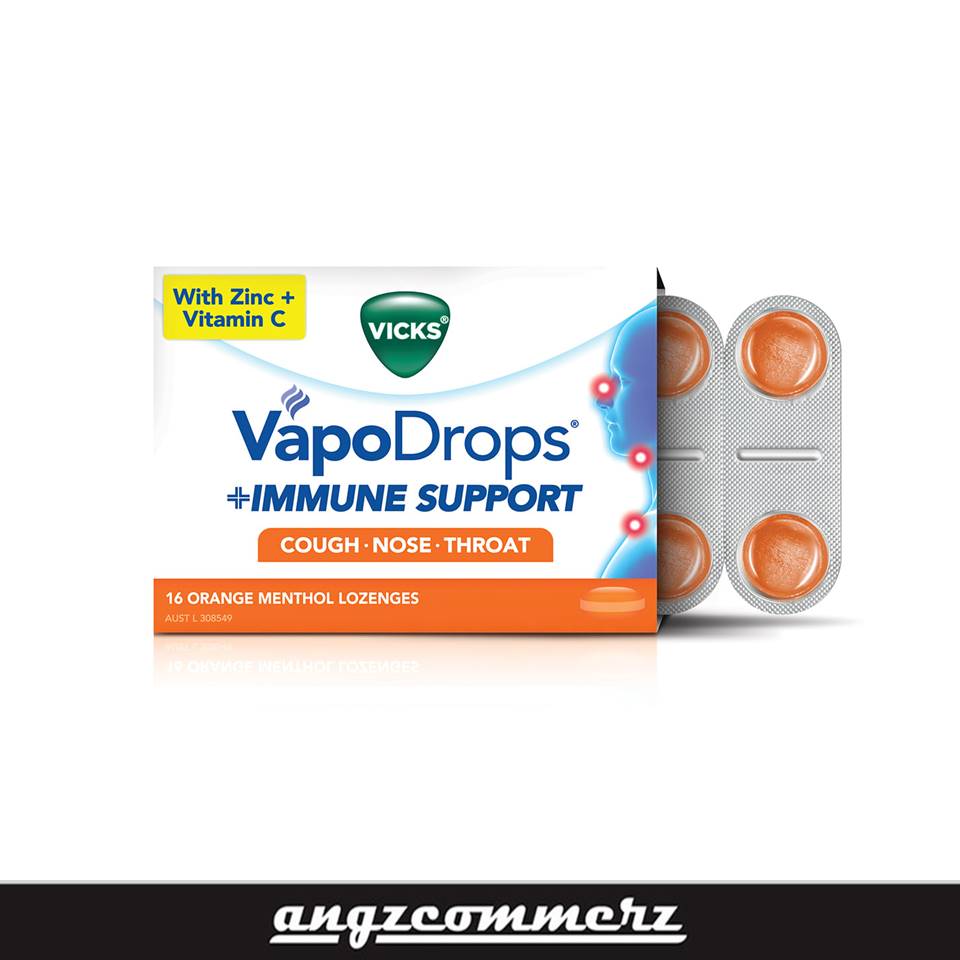 With Zinc +
Vitamin C
VICKS®
VapoDrops®
+IMMUNE SUPPORT
COUGH · NOSE · THROAT
16 ORANGE MENTHOL LOZENGES
AUST L 308549
angzcommerz